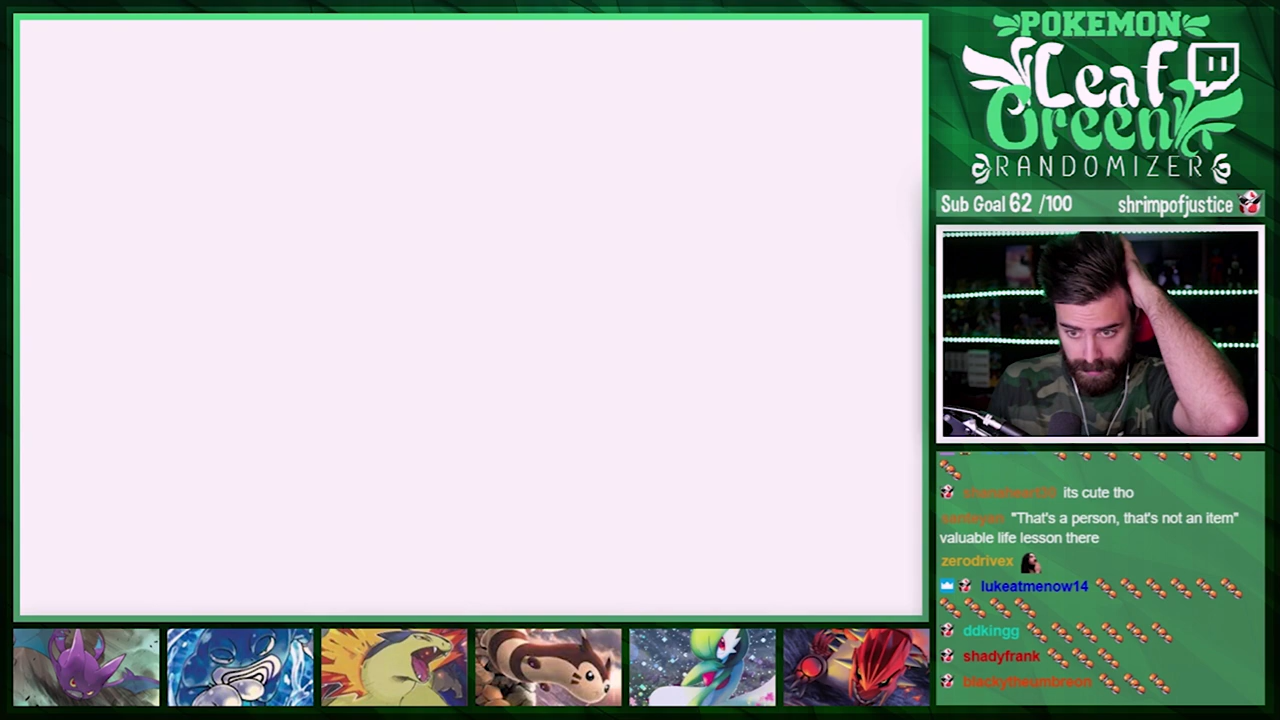 POKEMON
Leaf
Green
RANDOMIZER
Sub Goal 62 /100 shrimpofjustice
its cute tho
"That's a person, that's not an item"
valuable life lesson there
zerodrivex
lukeatmenow14
ddkingg
shadyfrank
blackytheumbreon